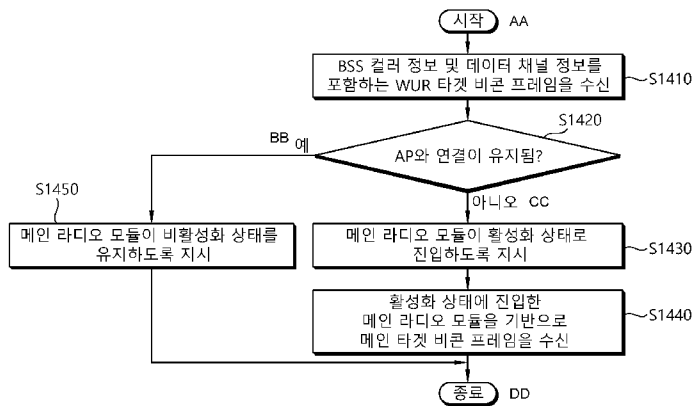 시작 AA
BSS 컬러 정보 및 데이터 채널 정보를
포함하는 WUR 타겟 비콘 프레임을 수신
S1410
S1420
AP와 연결이 유지됨?
BB 예
아니오 CC
S1450
메인 라디오 모듈이 비활성화 상태를
유지하도록 지시
메인 라디오 모듈이 활성화 상태로
진입하도록 지시
S1430
활성화 상태에 진입한
메인 라디오 모듈을 기반으로
메인 타겟 비콘 프레임을 수신
S1440
종료 DD